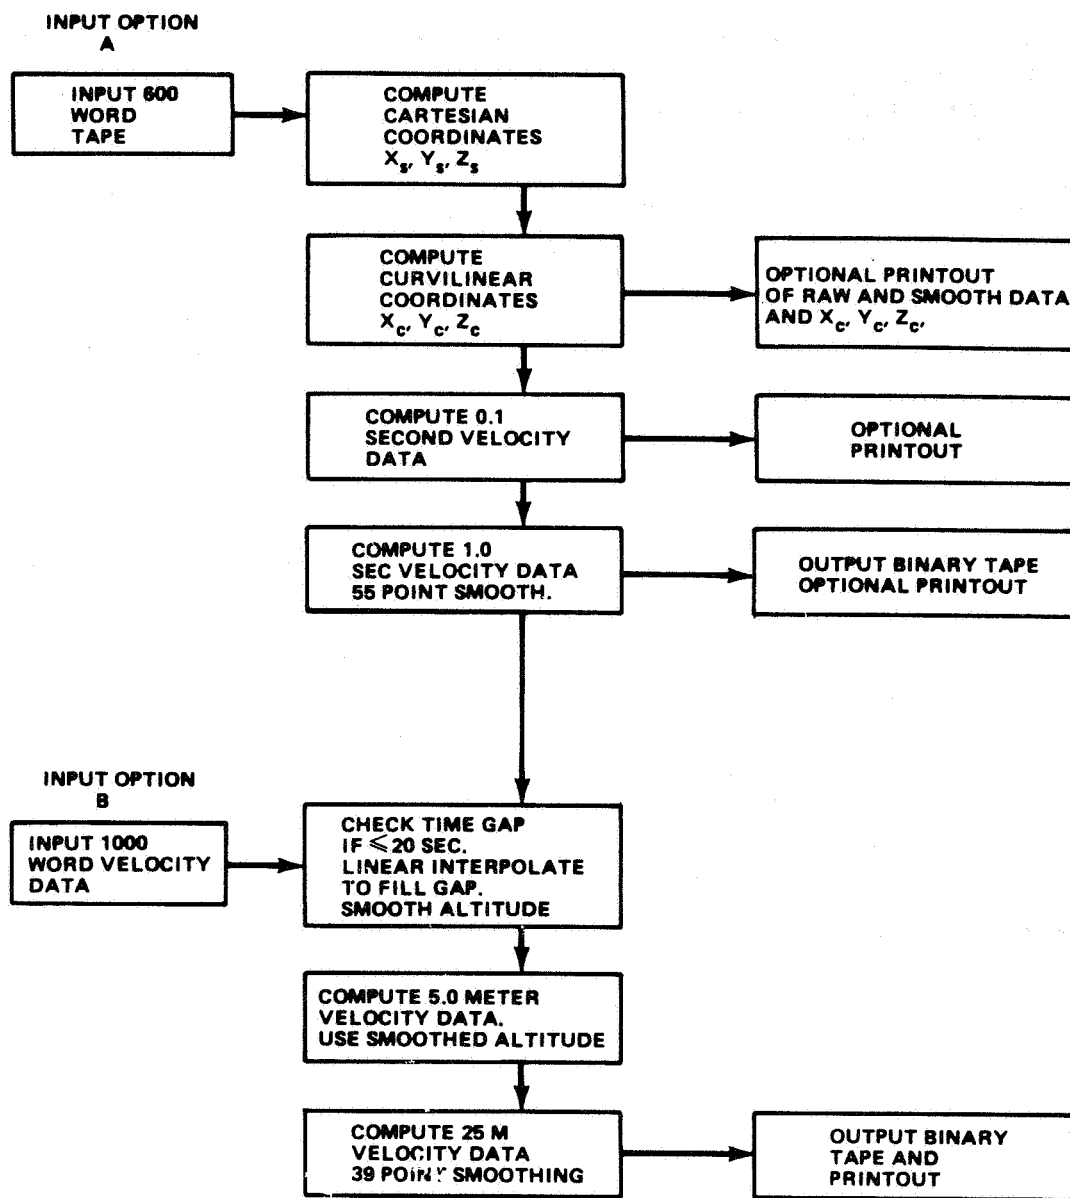 INPUT OPTION
A
INPUT 600
WORD
TAPE
COMPUTE
CARTESIAN
COORDINATES
Xs, Ys, Zs
COMPUTE
CURVILINEAR
COORDINATES
Xc, Yc, Zc
OPTIONAL PRINTOUT
OF RAW AND SMOOTH DATA
AND Xc, Yc, Zc,
COMPUTE 0.1
SECOND VELOCITY
DATA
OPTIONAL
PRINTOUT
COMPUTE 1.0
SEC VELOCITY DATA
55 POINT SMOOTH.
OUTPUT BINARY TAPE
OPTIONAL PRINTOUT
INPUT OPTION
B
INPUT 1000
WORD VELOCITY
DATA
CHECK TIME GAP
IF ⩽20 SEC.
LINEAR INTERPOLATE
TO FILL GAP.
SMOOTH ALTITUDE
COMPUTE 5.0 METER
VELOCITY DATA.
USE SMOOTHED ALTITUDE
COMPUTE 25 M
VELOCITY DATA
39 POINT SMOOTHING
OUTPUT BINARY
TAPE AND
PRINTOUT